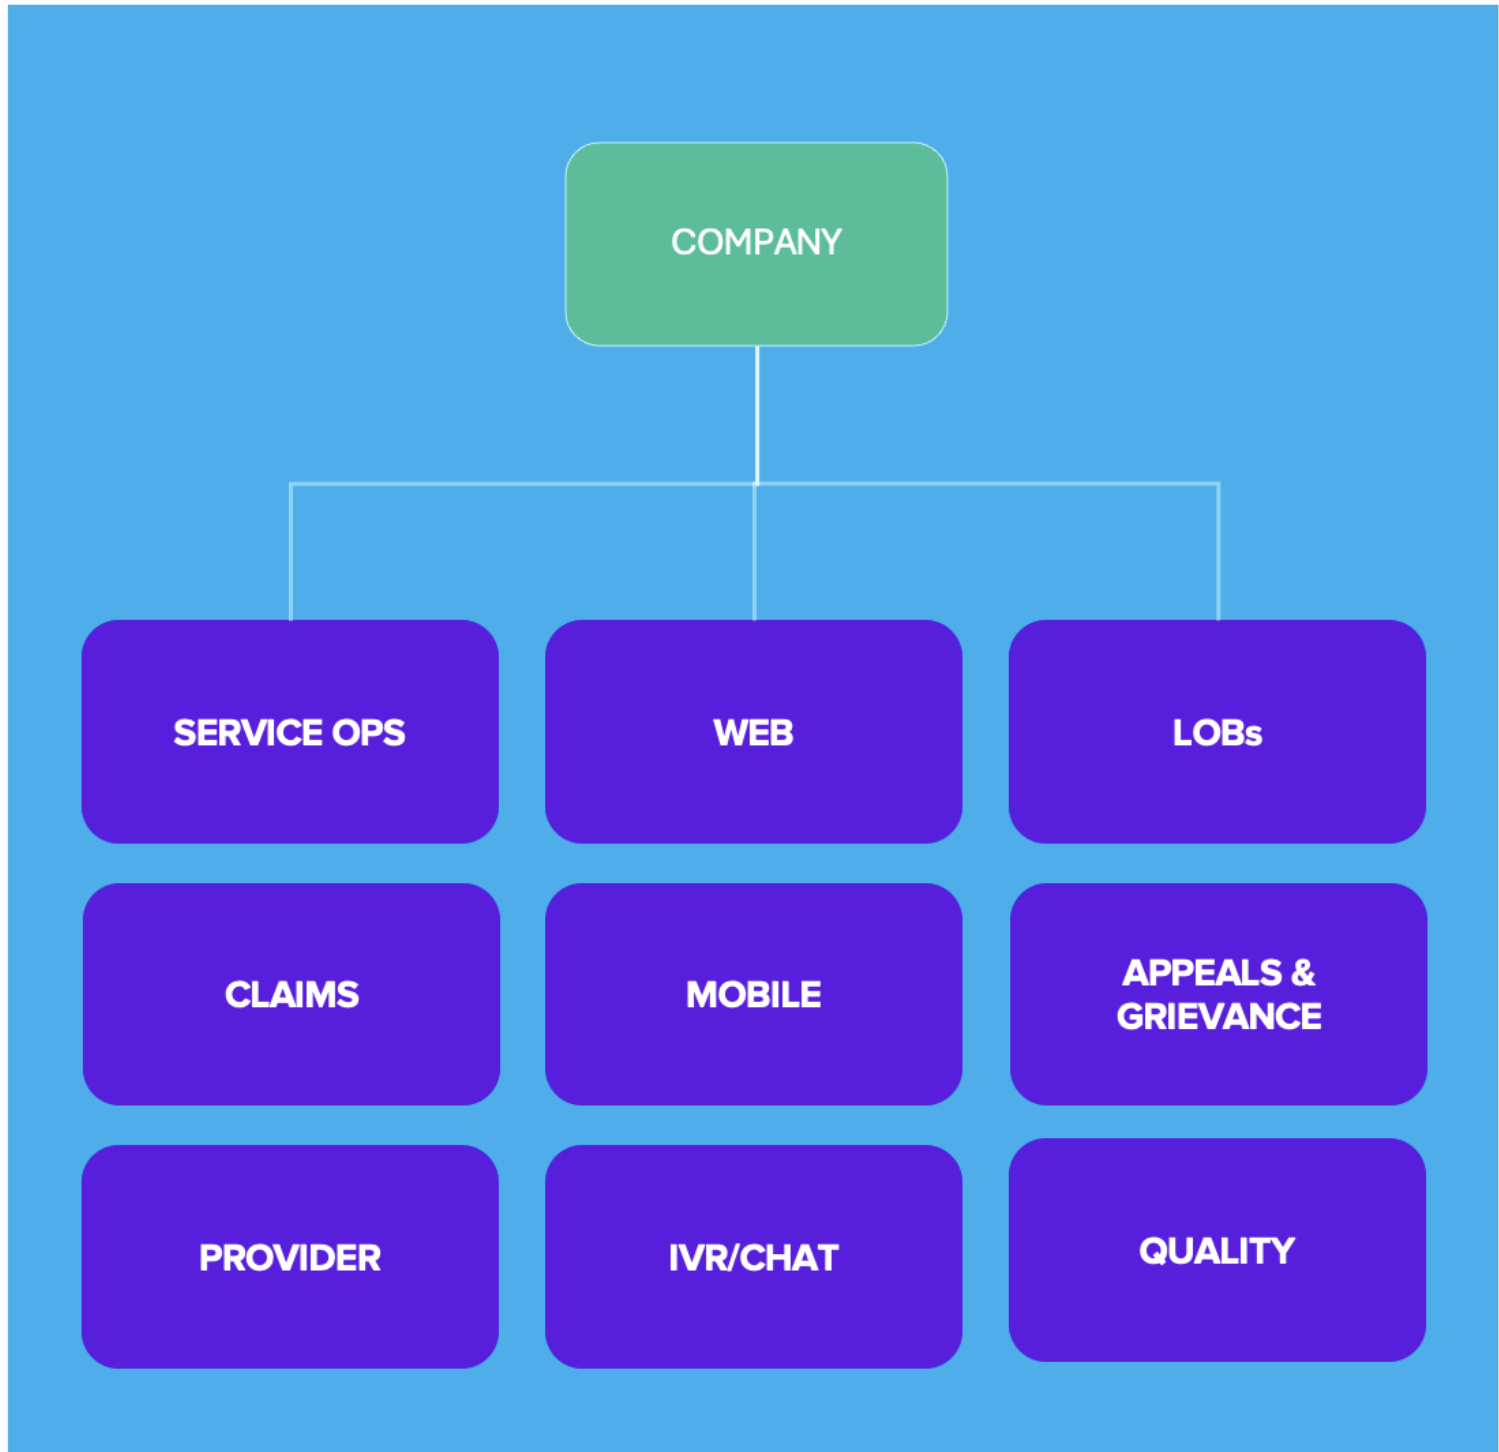 COMPANY
SERVICE OPS
WEB
LOBs
CLAIMS
MOBILE
APPEALS &
GRIEVANCE
PROVIDER
IVR/CHAT
QUALITY